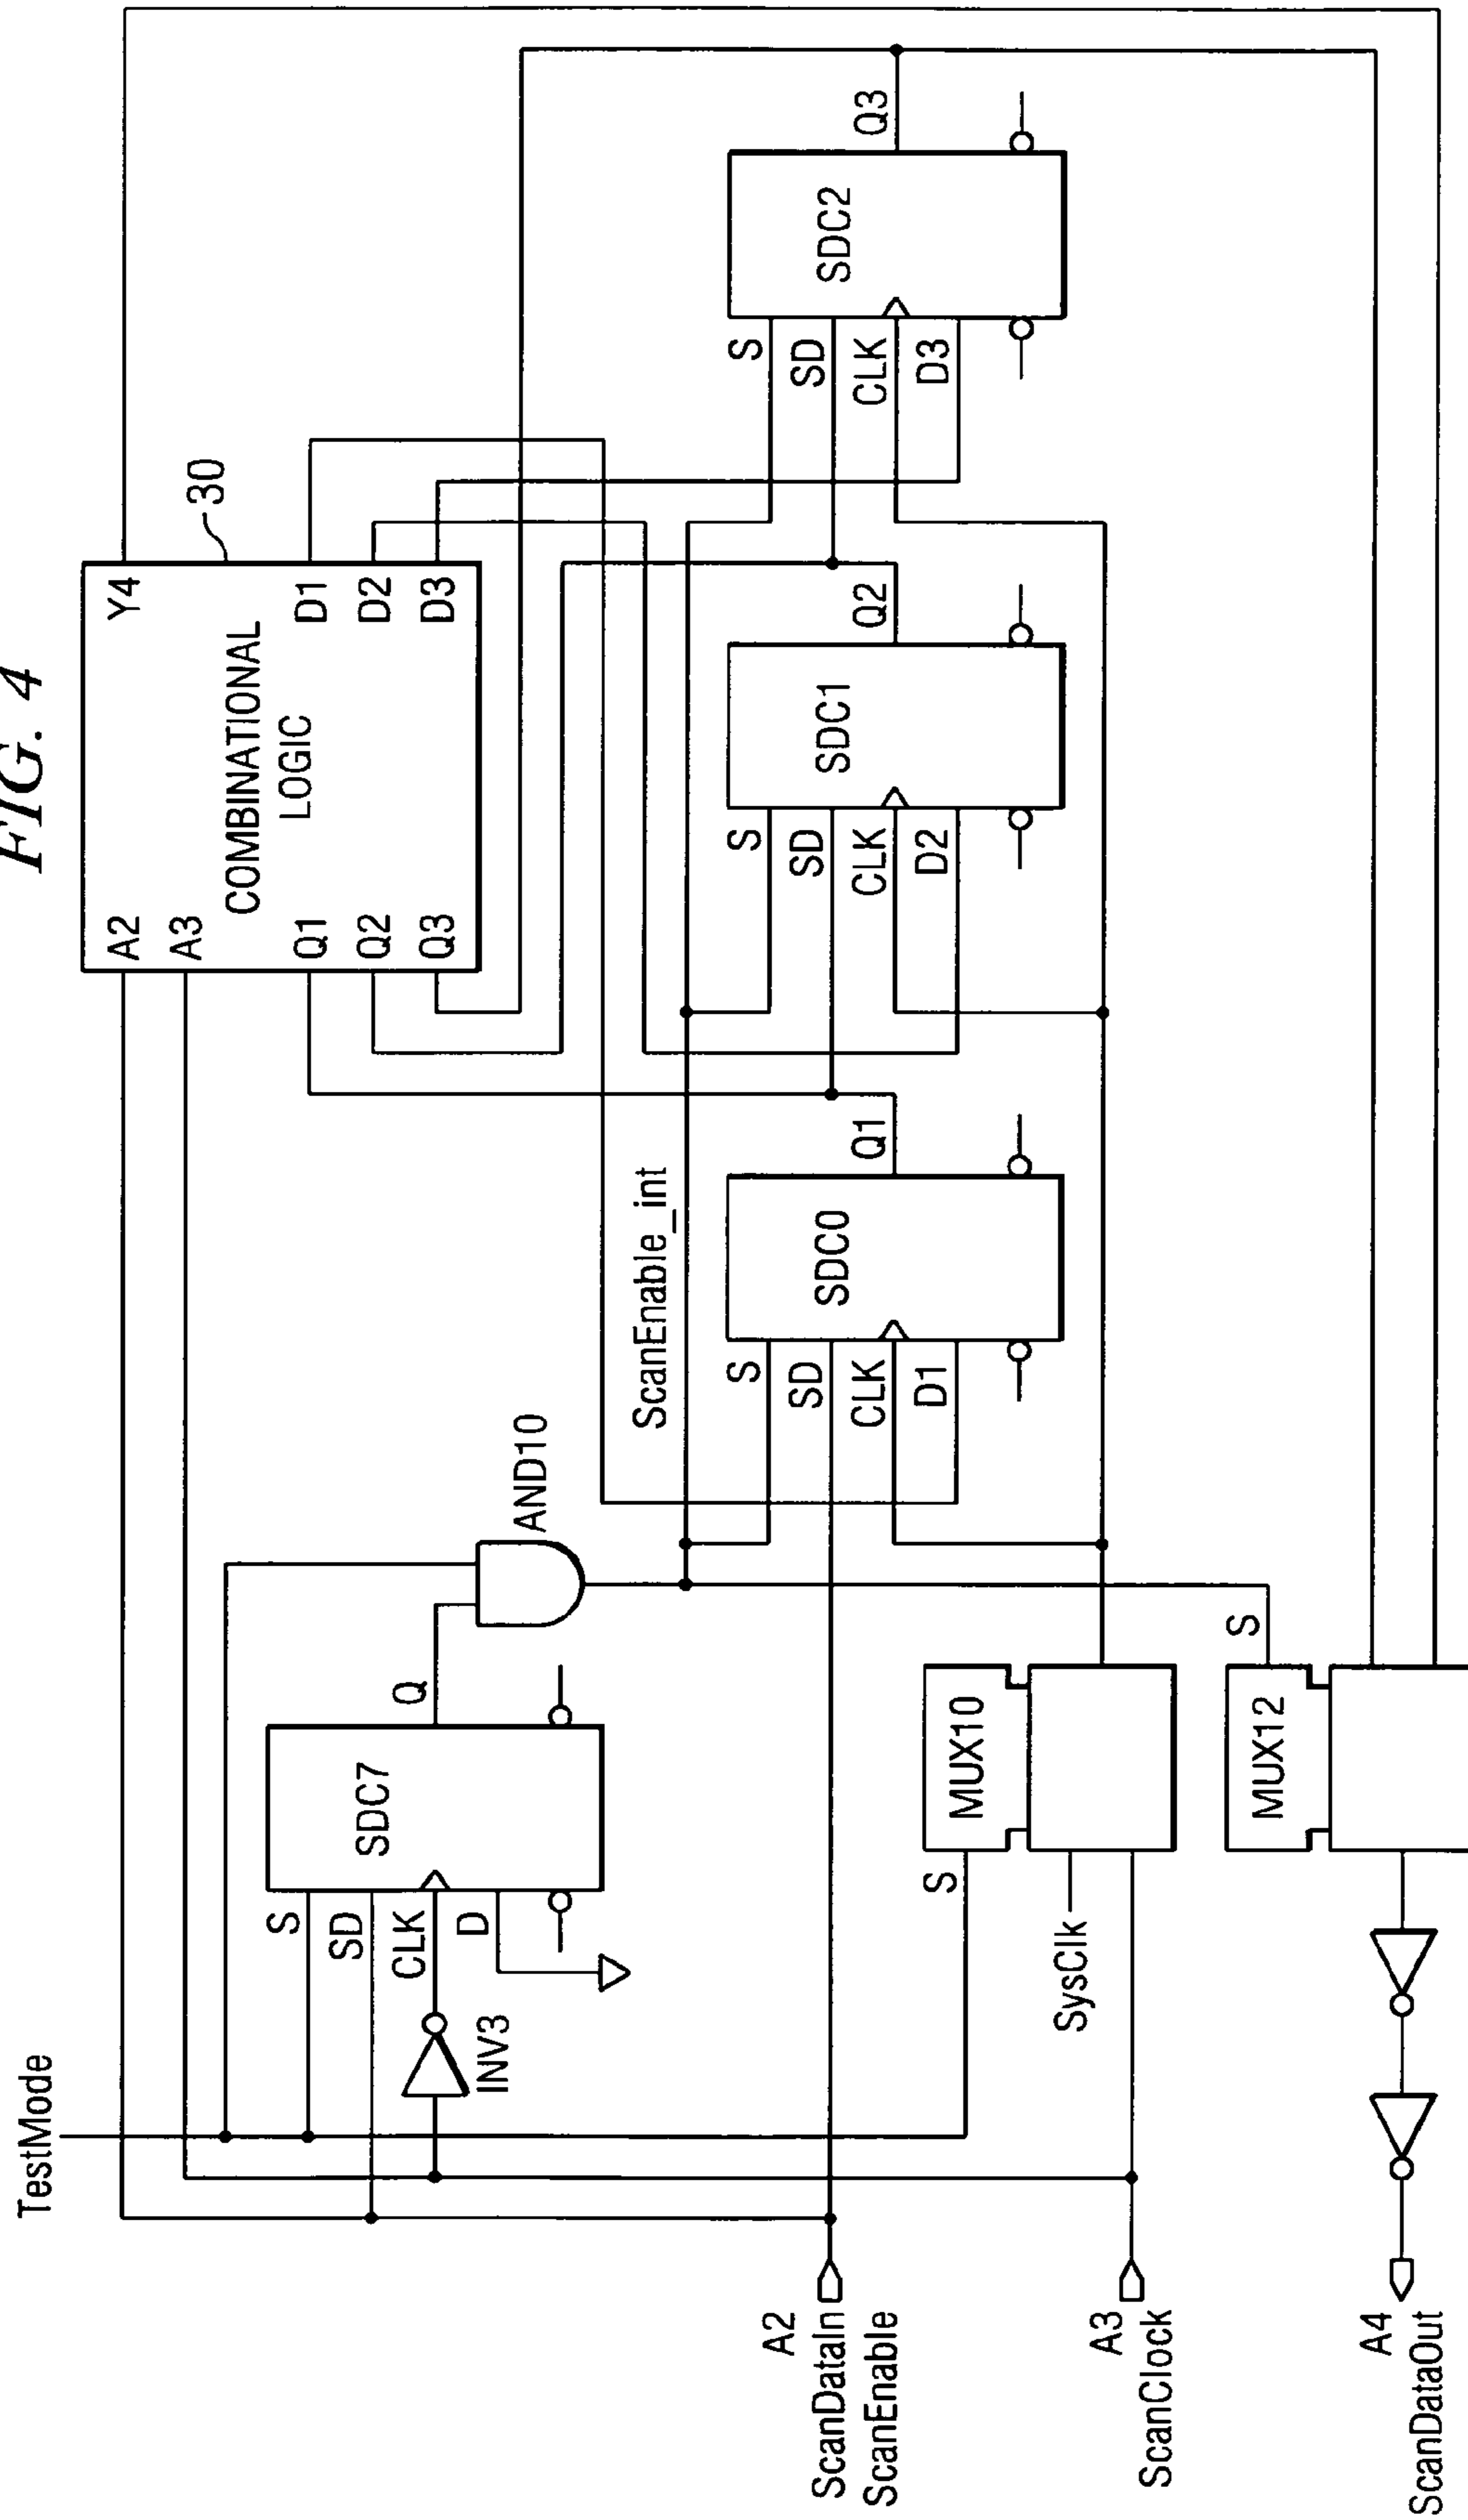 FIG. 4
TestMode
A2
A3
Q1
Q2
Q3
COMBINATIONAL
LOGIC
Y4
D1
D2
D3
30
S
SD
CLK
D
INV3
SDC7
Q
AND10
ScanEnable_int
S
SD
CLK
D1
SDC0
Q1
S
SD
CLK
D2
SDC1
Q2
S
SD
CLK
D3
SDC2
Q3
S
MUX10
SysClk
MUX12
S
A2
ScanDataIn
ScanEnable
A3
ScanClock
A4
ScanDataOut